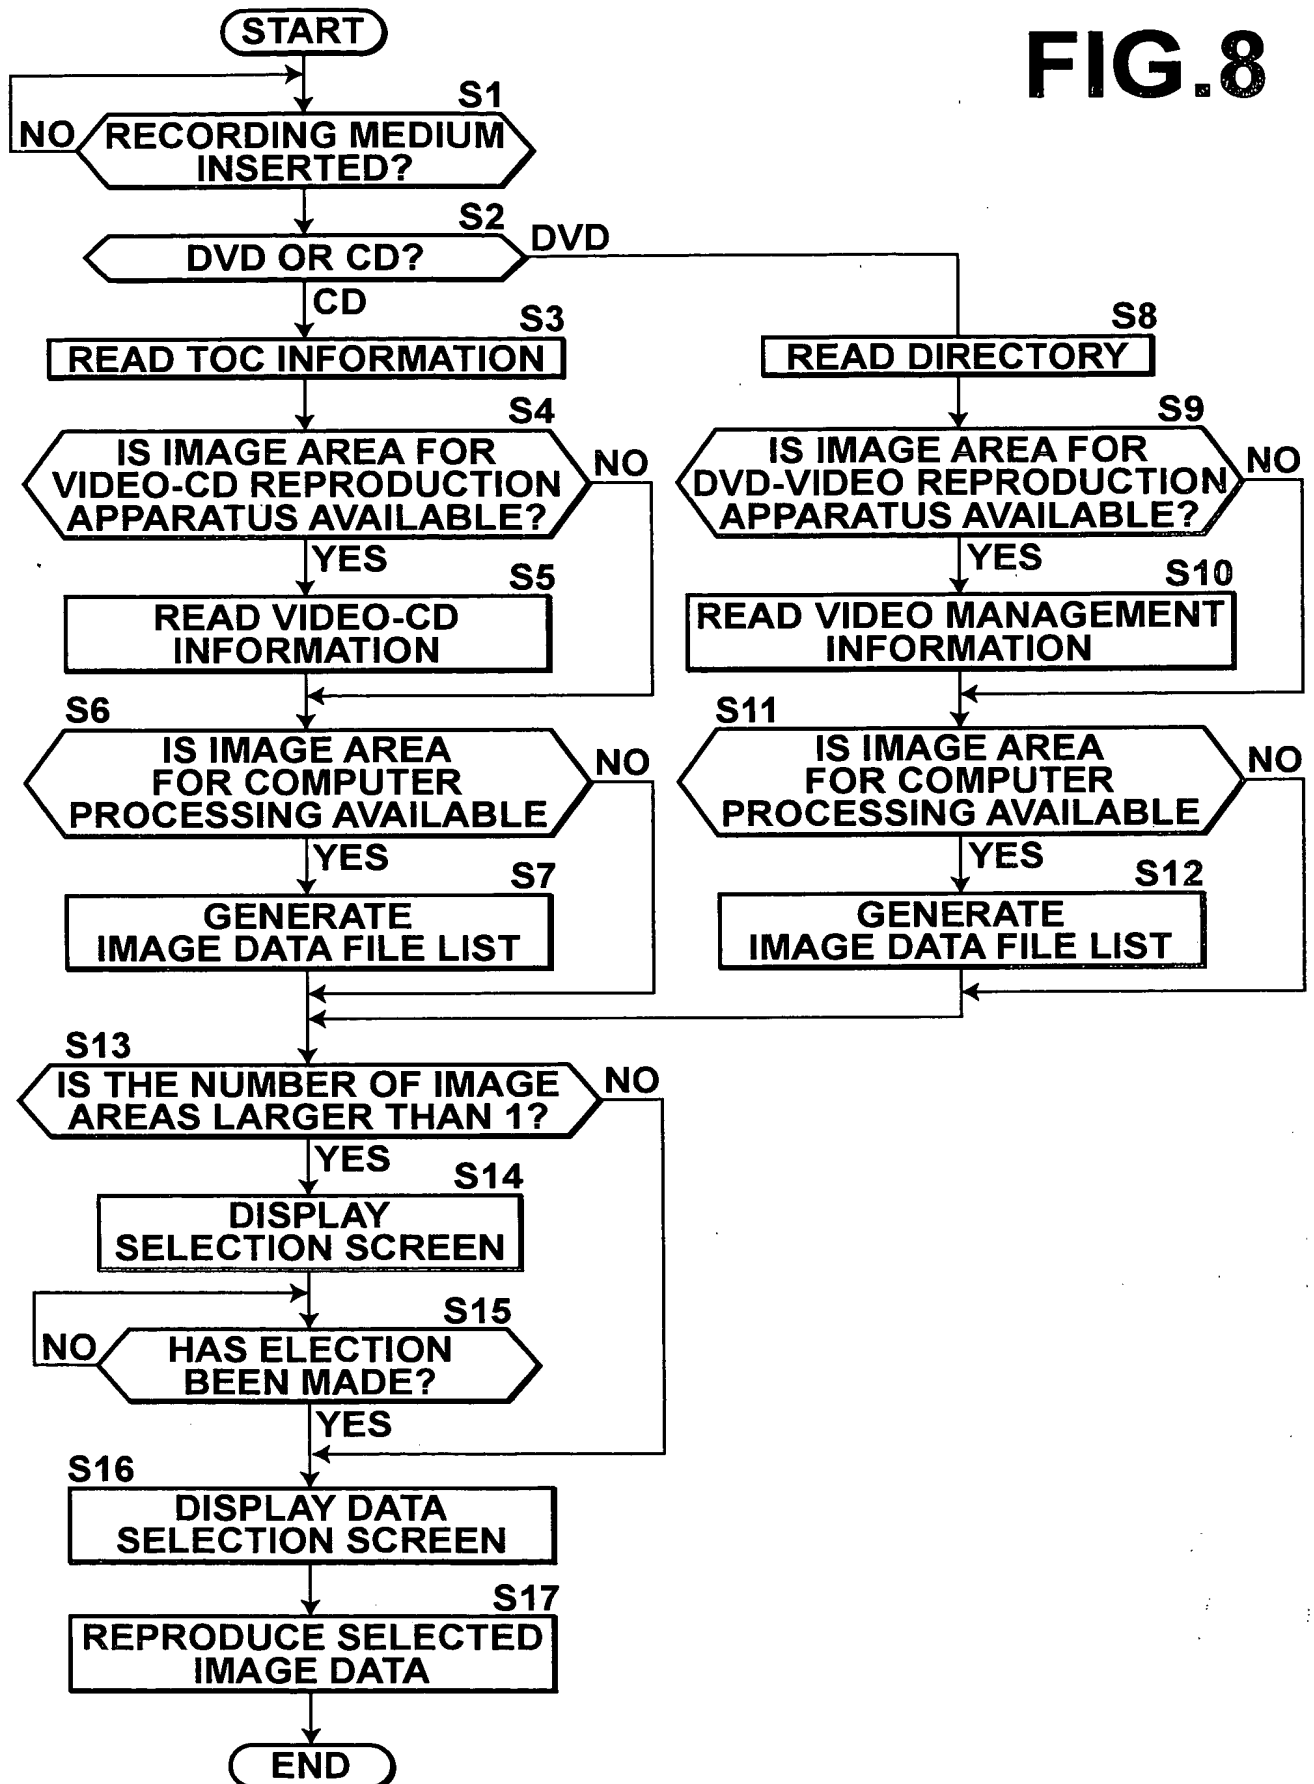 FIG.8
START
S1
NO
RECORDING MEDIUM
INSERTED?
S2
DVD OR CD?
DVD
CD
S3
READ TOC INFORMATION
S8
READ DIRECTORY
S4
IS IMAGE AREA FOR
VIDEO-CD REPRODUCTION
APPARATUS AVAILABLE?
NO
YES
S9
IS IMAGE AREA FOR
DVD-VIDEO REPRODUCTION
APPARATUS AVAILABLE?
NO
YES
S5
READ VIDEO-CD
INFORMATION
S10
READ VIDEO MANAGEMENT
INFORMATION
S6
IS IMAGE AREA
FOR COMPUTER
PROCESSING AVAILABLE
NO
YES
S11
IS IMAGE AREA
FOR COMPUTER
PROCESSING AVAILABLE
NO
YES
S7
GENERATE
IMAGE DATA FILE LIST
S12
GENERATE
IMAGE DATA FILE LIST
S13
IS THE NUMBER OF IMAGE
AREAS LARGER THAN 1?
NO
YES
S14
DISPLAY
SELECTION SCREEN
S15
NO
HAS ELECTION
BEEN MADE?
YES
S16
DISPLAY DATA
SELECTION SCREEN
S17
REPRODUCE SELECTED
IMAGE DATA
END